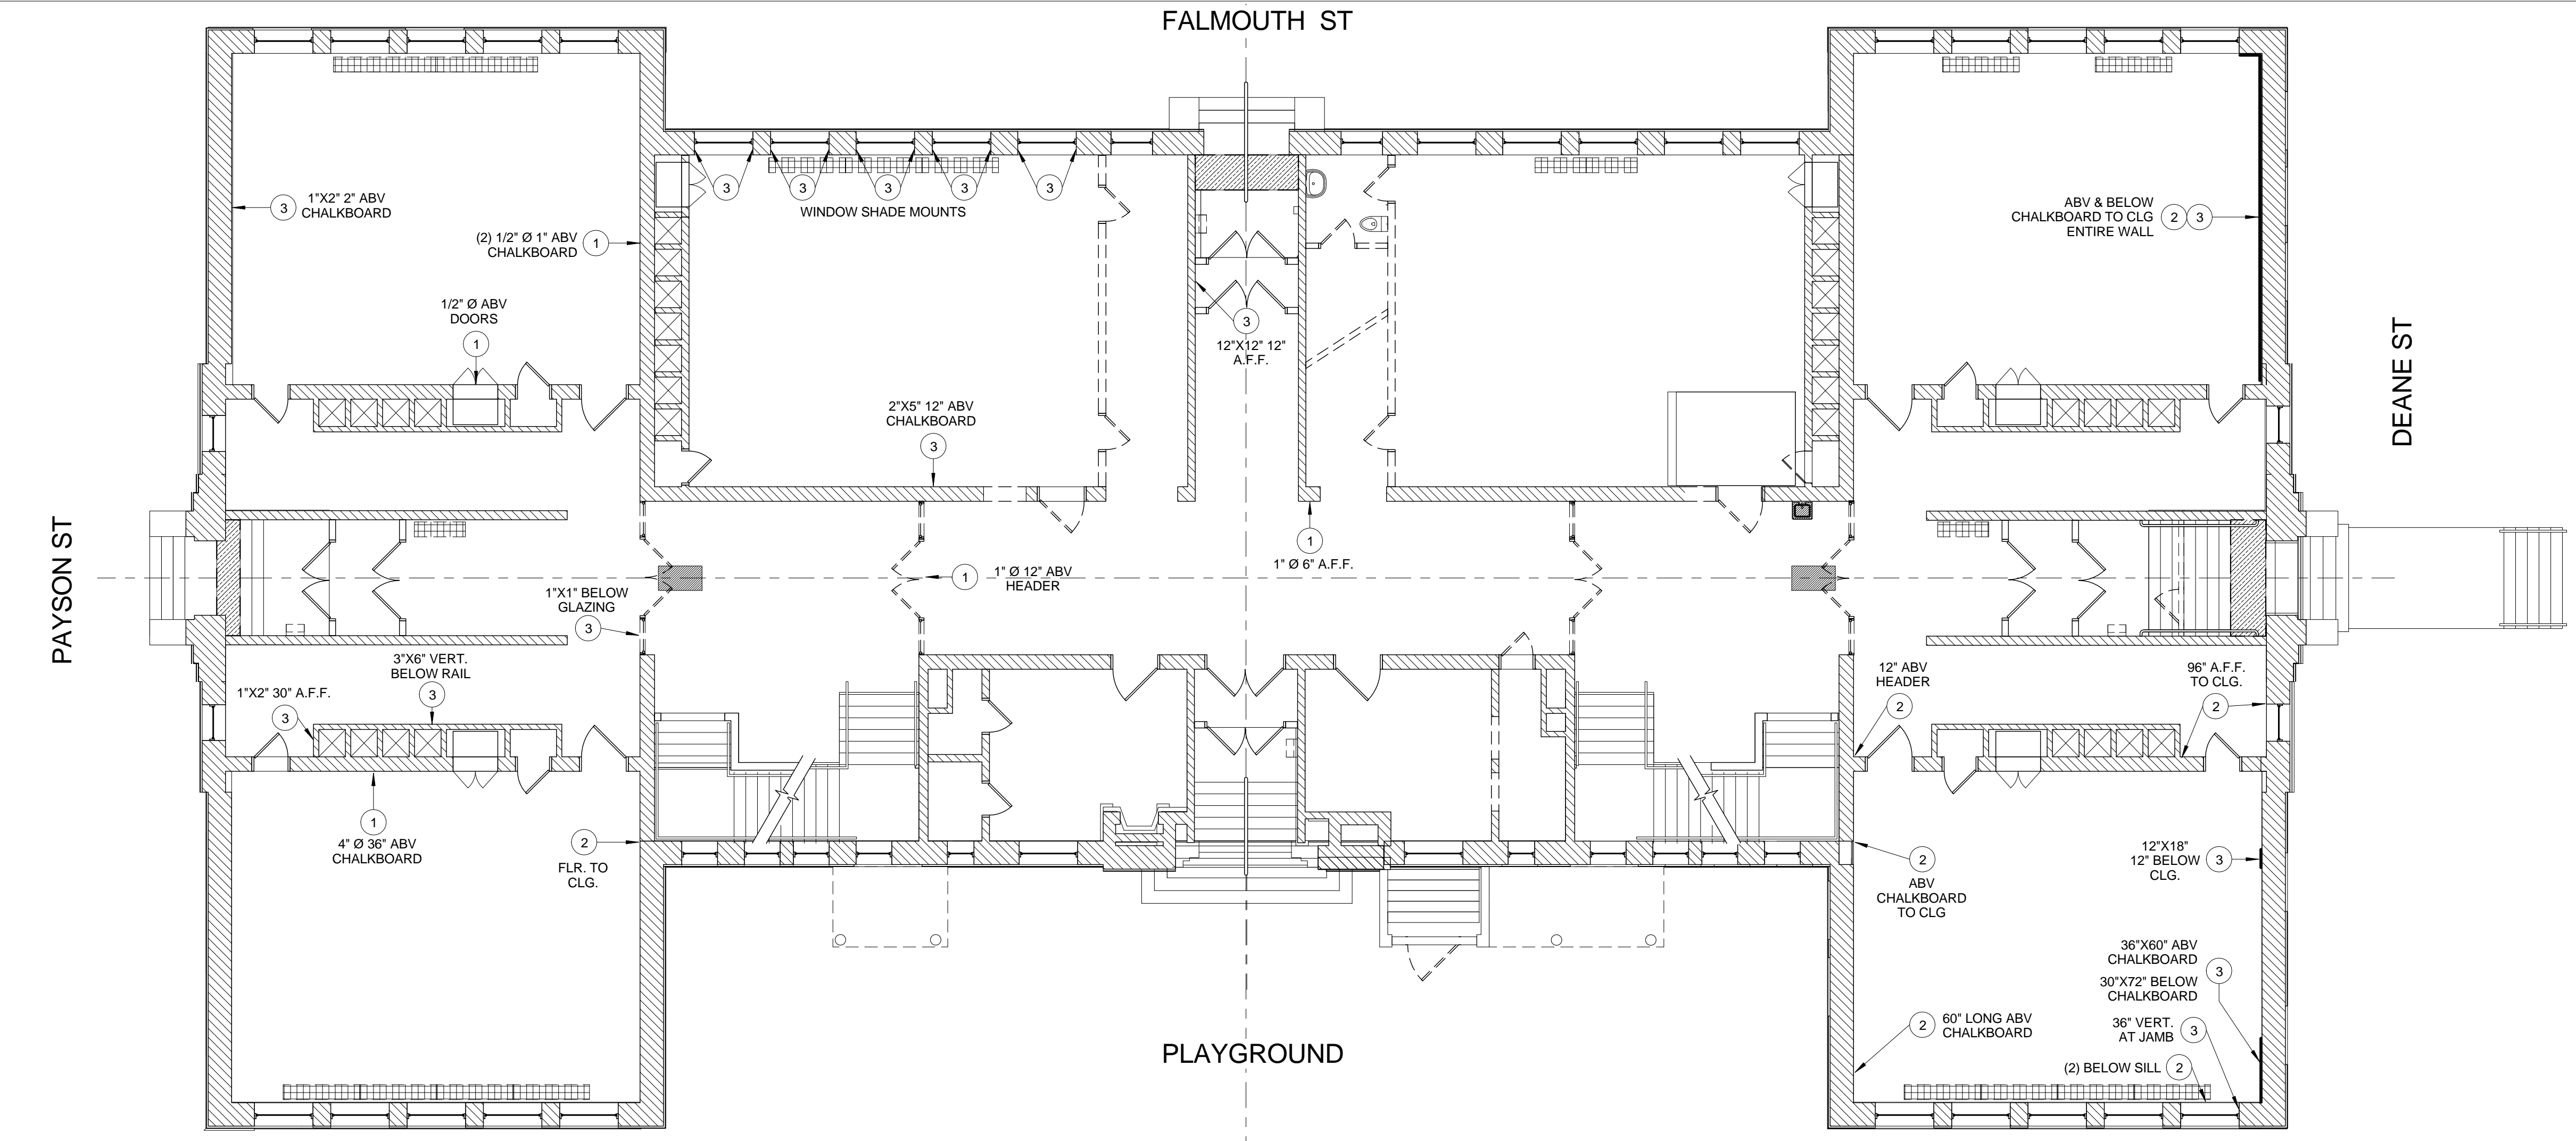 FALMOUTH ST
3
1"X2" 2" ABV
CHALKBOARD
(2) 1/2" Ø 1" ABV
CHALKBOARD
1
1/2" Ø ABV
DOORS
1
3
3
3
3
3
WINDOW SHADE MOUNTS
3
12"X12" 12"
A.F.F.
2"X5" 12" ABV
CHALKBOARD
3
ABV & BELOW
CHALKBOARD TO CLG
ENTIRE WALL
2
3
DEANE ST
PAYSON ST
1
1" Ø 6" A.F.F.
1
1" Ø 12" ABV
HEADER
1"X1" BELOW
GLAZING
3
3"X6" VERT.
BELOW RAIL
3
1"X2" 30" A.F.F.
3
12" ABV
HEADER
2
96" A.F.F.
TO CLG.
2
1
4" Ø 36" ABV
CHALKBOARD
2
FLR. TO
CLG.
2
ABV
CHALKBOARD
TO CLG
12"X18"
12" BELOW
CLG.
3
36"X60" ABV
CHALKBOARD
3
30"X72" BELOW
CHALKBOARD
2
60" LONG ABV
CHALKBOARD
36" VERT.
AT JAMB
3
(2) BELOW SILL
2
PLAYGROUND